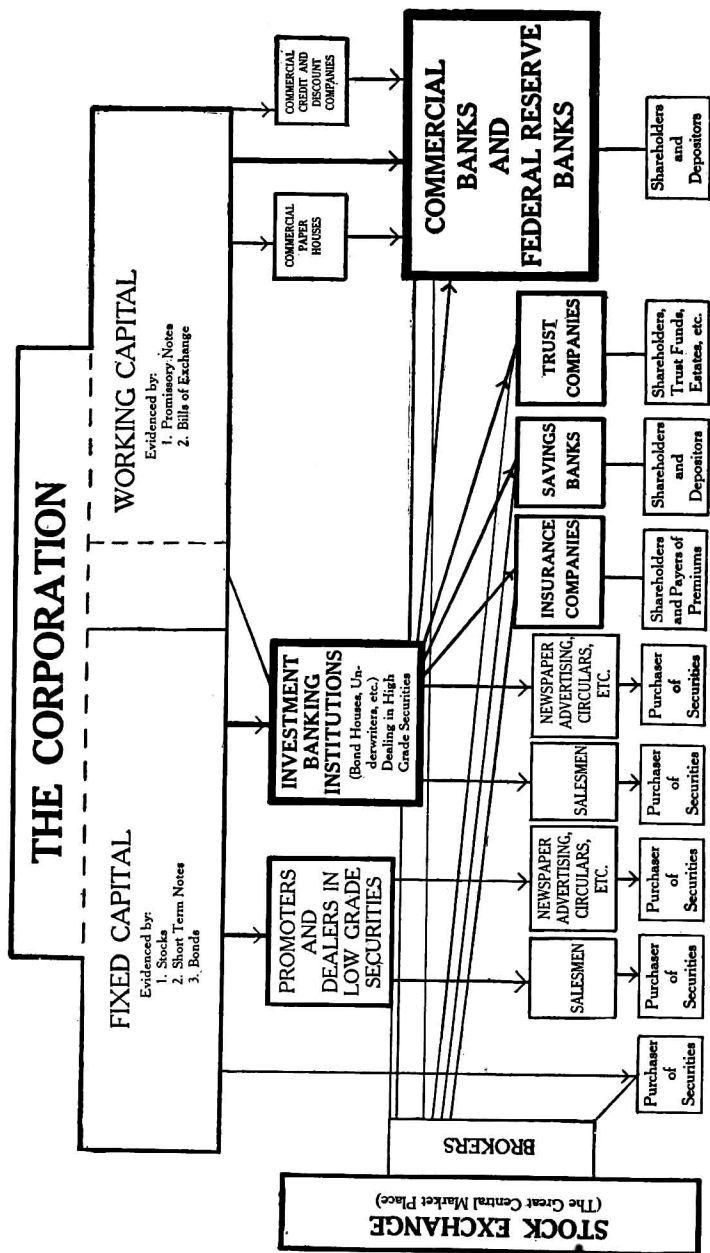 THE CORPORATION
FIXED CAPITAL
Evidenced by:
1. Stocks
2. Short Term Notes
3. Bonds
WORKING CAPITAL
Evidenced by:
1. Promissory Notes
2. Bills of Exchange
PROMOTERS
AND
DEALERS IN
LOW GRADE
SECURITIES
INVESTMENT
BANKING
INSTITUTIONS
(Bond Houses, Un-
derwriters, etc.)
Dealing in High
Grade Securities
COMMERCIAL
PAPER
HOUSES
COMMERCIAL
CREDIT AND
DISCOUNT
COMPANIES
COMMERCIAL
BANKS
AND
FEDERAL RESERVE
BANKS
STOCK EXCHANGE
(The Great Central Market Place)
BROKERS
SALESMEN
NEWSPAPER
ADVERTISING,
CIRCULARS,
ETC.
SALESMEN
NEWSPAPER
ADVERTISING,
CIRCULARS,
ETC.
INSURANCE
COMPANIES
SAVINGS
BANKS
TRUST
COMPANIES
Purchaser
of
Securities
Purchaser
of
Securities
Purchaser
of
Securities
Purchaser
of
Securities
Purchaser
of
Securities
Shareholders
and Payers of
Premiums
Shareholders
and
Depositors
Shareholders,
Trust Funds,
Estates, etc.
Shareholders
and
Depositors